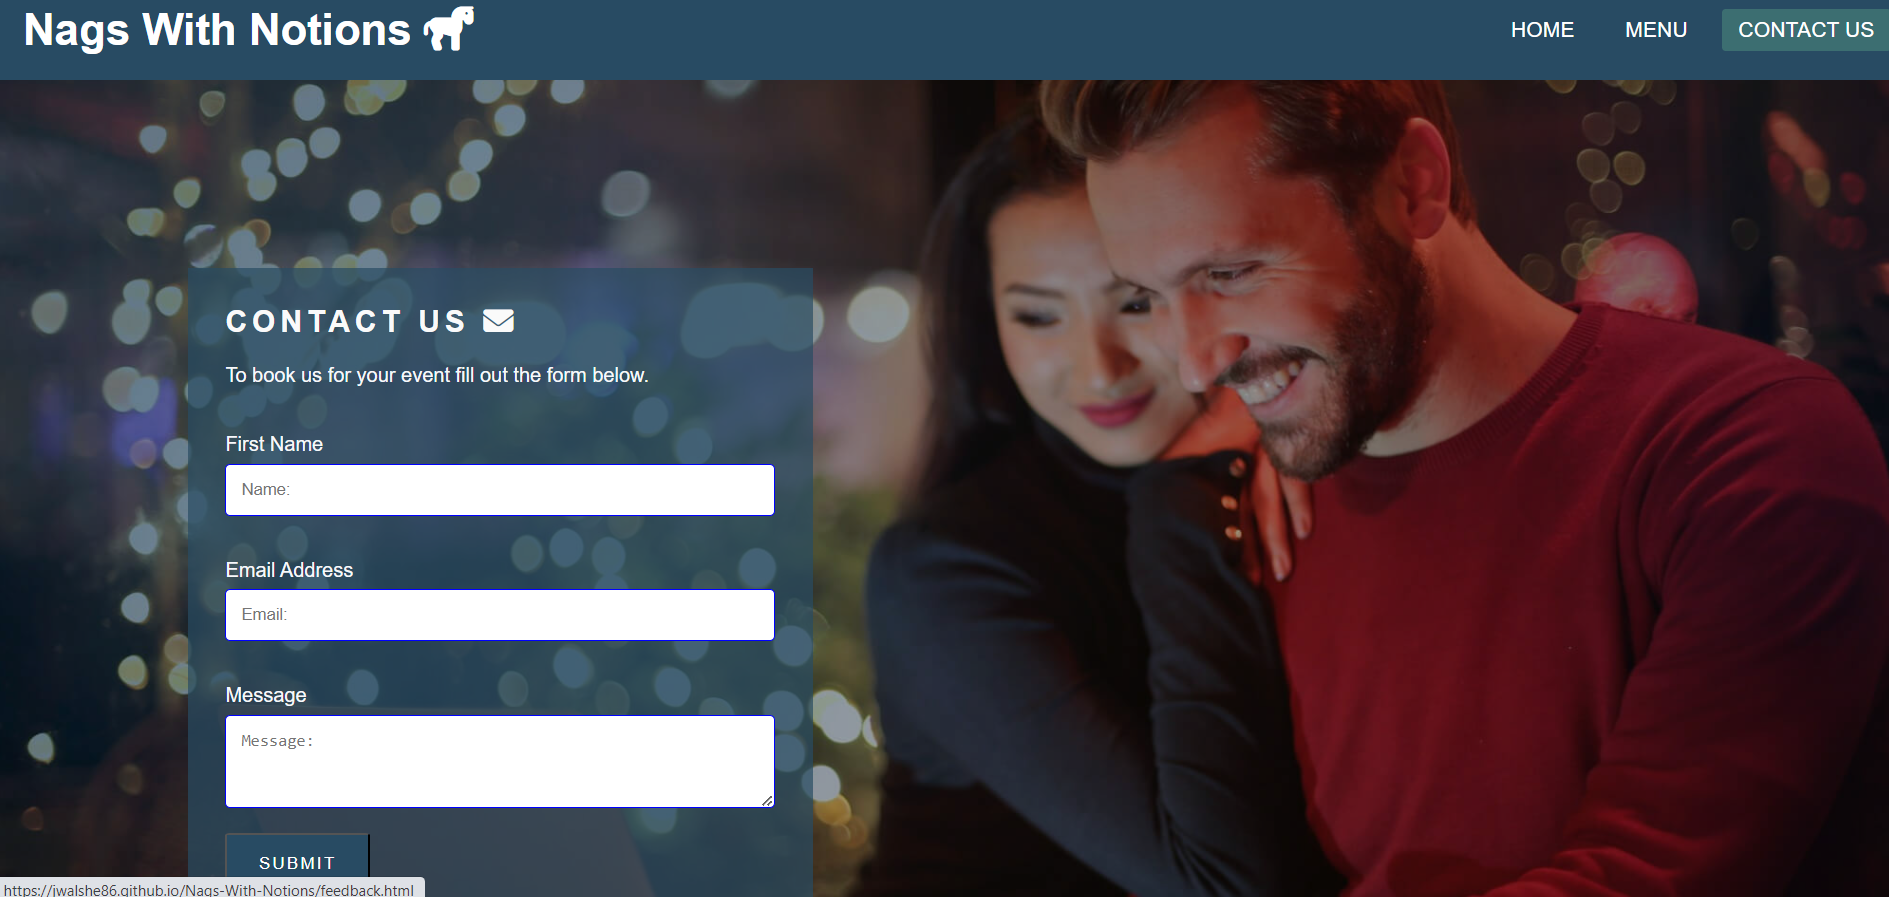 Nags With Notions
HOME MENU CONTACT US
CONTACT US
To book us for your event fill out the form below.
First Name
Name:
Email Address
Email:
Message
Message:
SUBMIT
https://jwalshe86.github.io/Nags-With-Notions/feedback.html